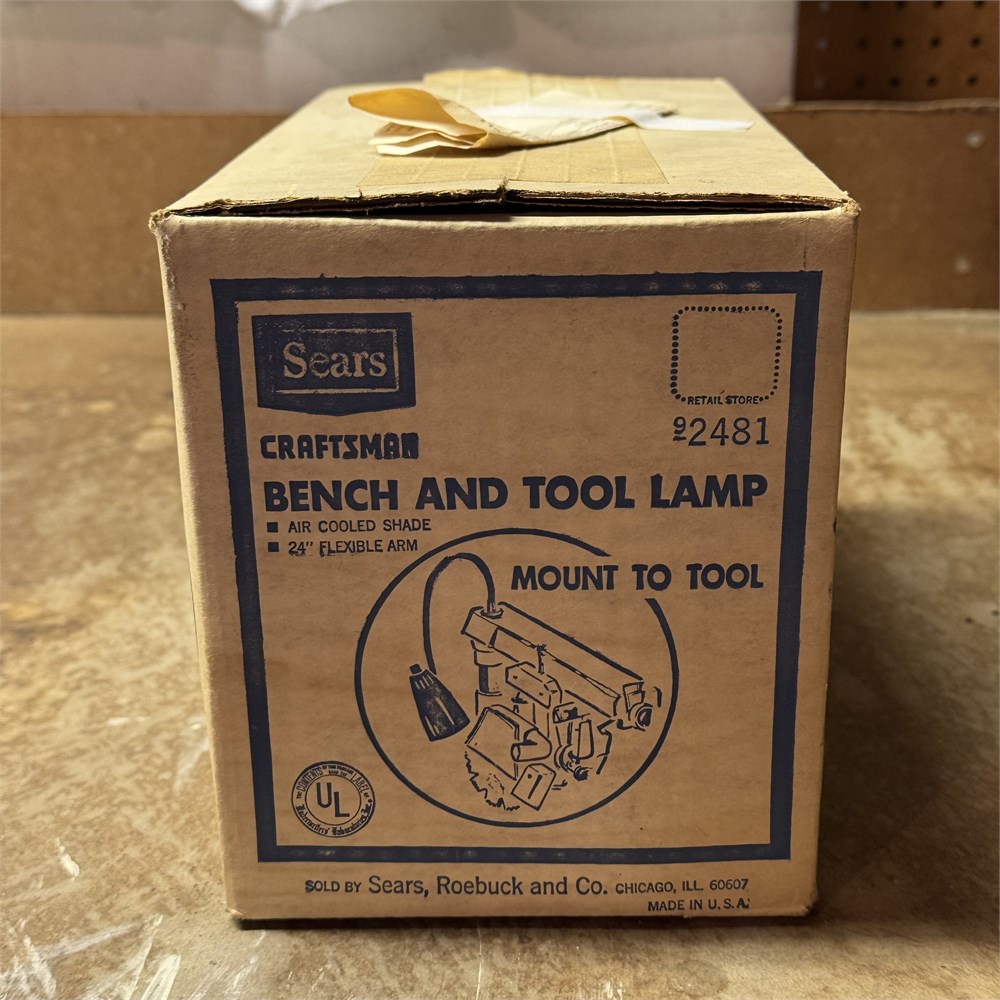 Sears
RETAIL STORE
9 2481
CRAFTSMAN
BENCH AND TOOL LAMP
■ AIR COOLED SHADE
■ 24" FLEXIBLE ARM
MOUNT TO TOOL
UL
SOLD BY Sears, Roebuck and Co. CHICAGO, ILL. 60607
MADE IN U.S.A.